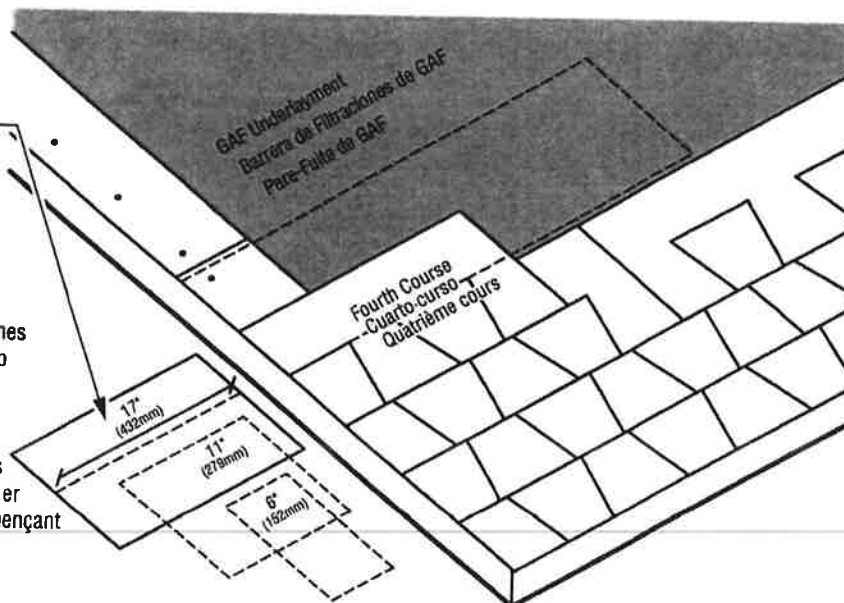 GAF Underlayment
Barrera de Filtraciones de GAF
Pare-Fuite de GAF
Fourth Course
Cuarto curso
Quatrième cours
17"
(432mm)
11"
(279mm)
6"
(152mm)
er